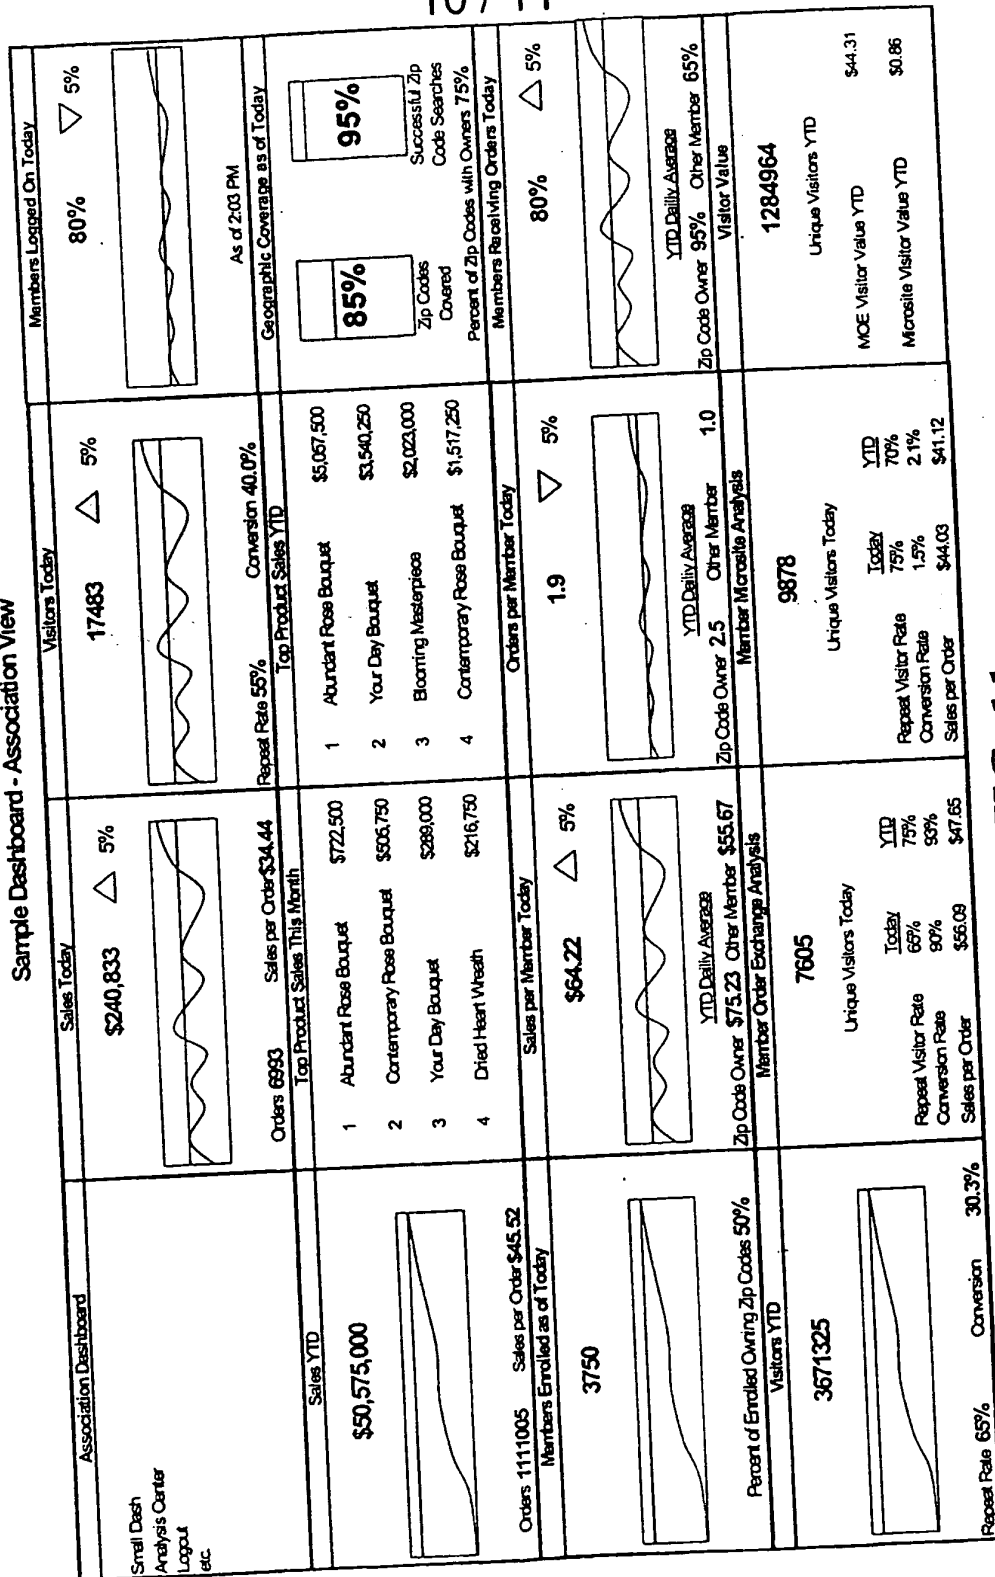 10 / 11
Sample Dashboard - Association View
Association Dashboard
Small Dash
Analysis Center
Logout
etc.
Sales Today
$240,833 △ 5%
Orders 6993 Sales per Order $34.44
Visitors Today
17483 △ 5%
Repeat Rate 55% Conversion 40.0%
Members Logged On Today
80% ▽ 5%
As of 2:03 PM
Sales YTD
$50,575,000
Orders 1111005 Sales per Order $45.52
Top Product Sales This Month
1 Abundant Rose Bouquet $722,500
2 Contemporary Rose Bouquet $505,750
3 Your Day Bouquet $289,000
4 Dried Heart Wreath $216,750
Top Product Sales YTD
1 Abundant Rose Bouquet $5,057,500
2 Your Day Bouquet $3,540,250
3 Blooming Masterpiece $2,023,000
4 Contemporary Rose Bouquet $1,517,250
Geographic Coverage as of Today
85% 95%
Zip Codes Covered
Successful Zip Code Searches
Percent of Zip Codes with Owners 75%
Members Enrolled as of Today
3750
Percent of Enrolled Owning Zip Codes 50%
Sales per Member Today
$64.22 △ 5%
YTD Daily Average
Zip Code Owner $75.23 Other Member $55.67
Orders per Member Today
1.9 ▽ 5%
YTD Daily Average
Zip Code Owner 2.5 Other Member 1.0
Members Receiving Orders Today
80% △ 5%
YTD Dailly Average
Zip Code Owner 95% Other Member 65%
Visitors YTD
3671325
Repeat Rate 65% Conversion 30.3%
Member Order Exchange Analysis
7605
Unique Visitors Today
Today YTD
Repeat Visitor Rate 65% 75%
Conversion Rate 90% 93%
Sales per Order $56.09 $47.65
Member Microsite Analysis
9878
Unique Visitors Today
Today YTD
Repeat Visitor Rate 75% 70%
Conversion Rate 1.5% 2.1%
Sales per Order $44.03 $41.12
Visitor Value
1284964
Unique Visitors YTD
MOE Visitor Value YTD $44.31
Microsite Visitor Value YTD $0.86